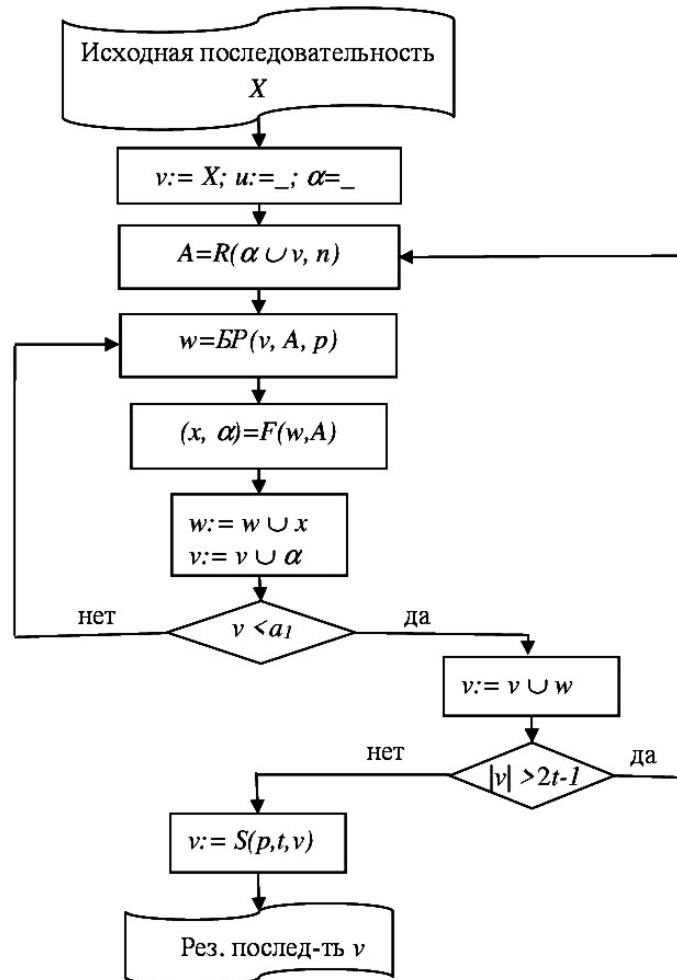 Исходная последовательность
X
v:= X; u:=_; α=_
A=R(α ∪ v, n)
w=БР(v, A, p)
(x, α)=F(w,A)
w:= w ∪ x
v:= v ∪ α
нет
v <a₁
да
v:= v ∪ w
нет
|v| >2t-1
да
v:= S(p,t,v)
Рез. послед-ть v